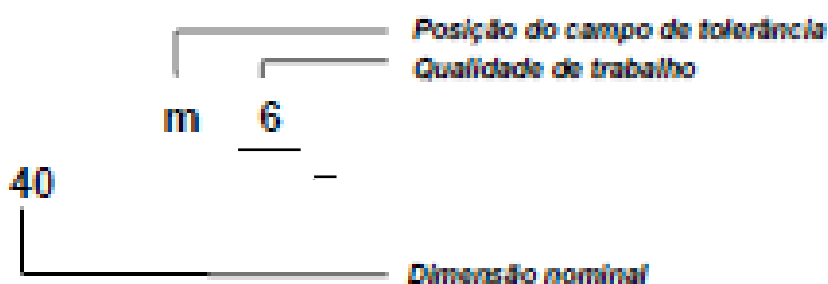 Posição do campo de tolerância
Qualidade de trabalho
m 6
40
Dimensão nominal